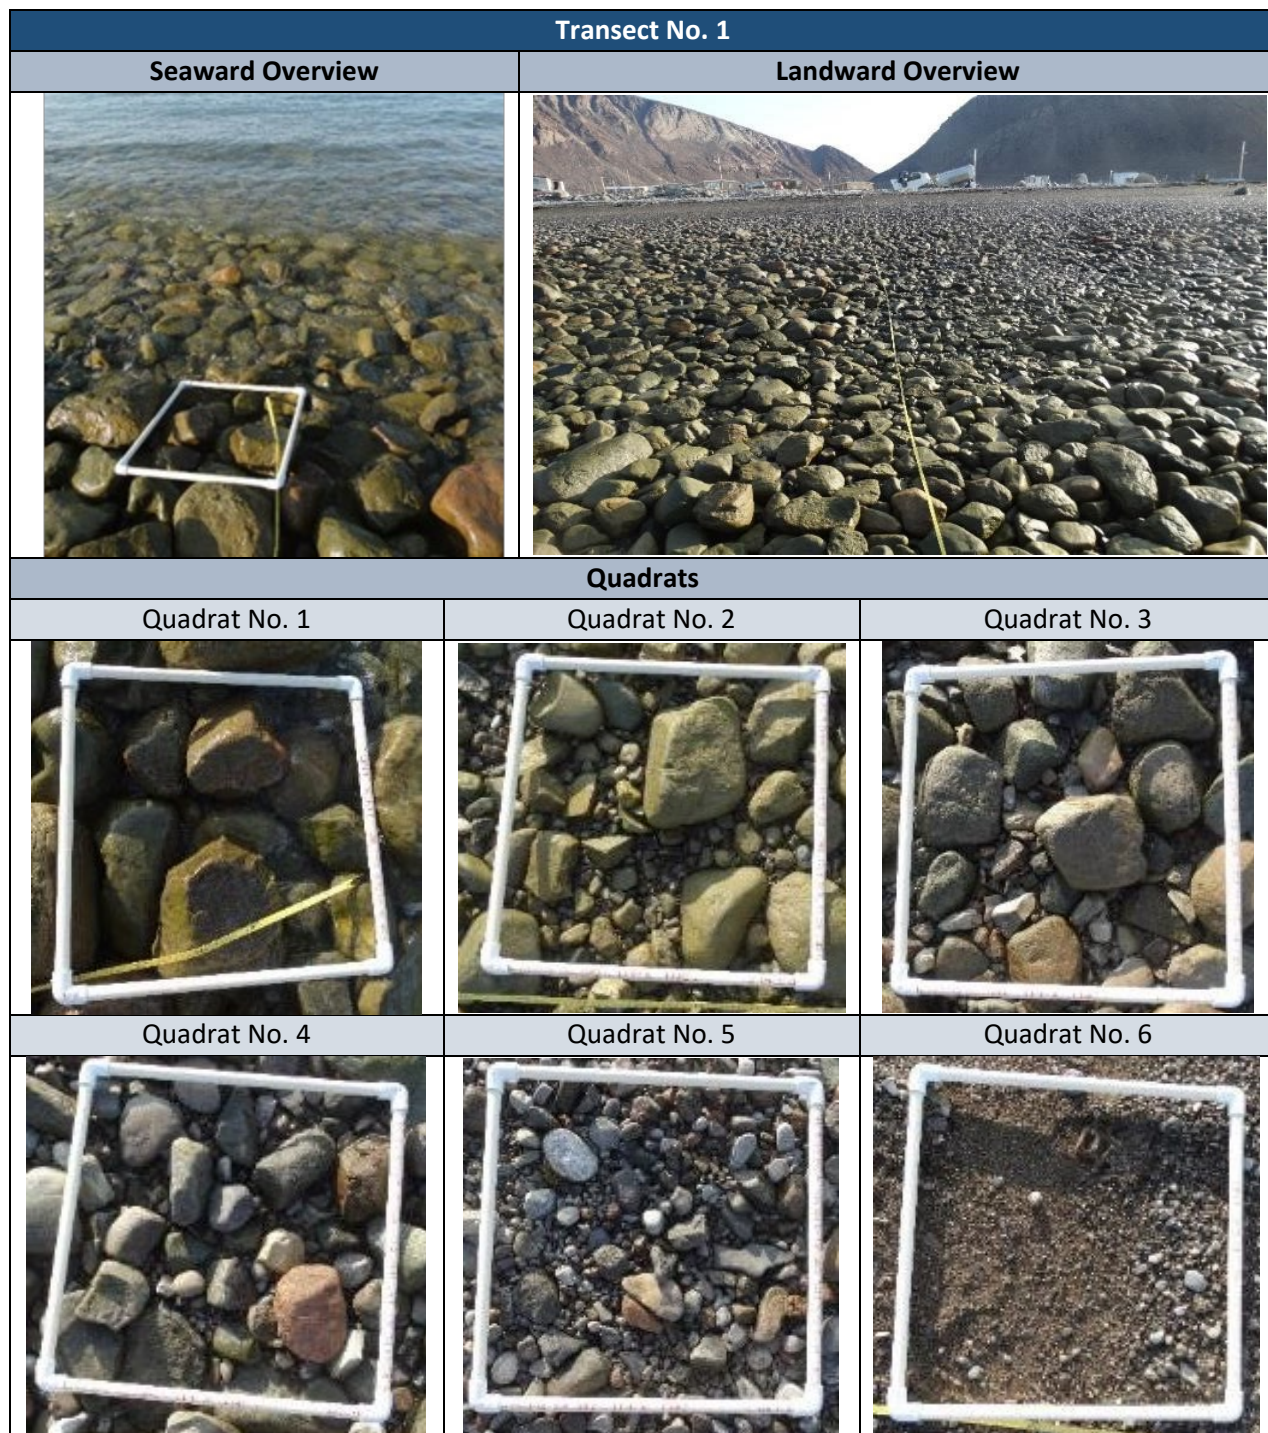 Transect No. 1
Seaward Overview
Landward Overview
Quadrats
Quadrat No. 1
Quadrat No. 2
Quadrat No. 3
Quadrat No. 4
Quadrat No. 5
Quadrat No. 6